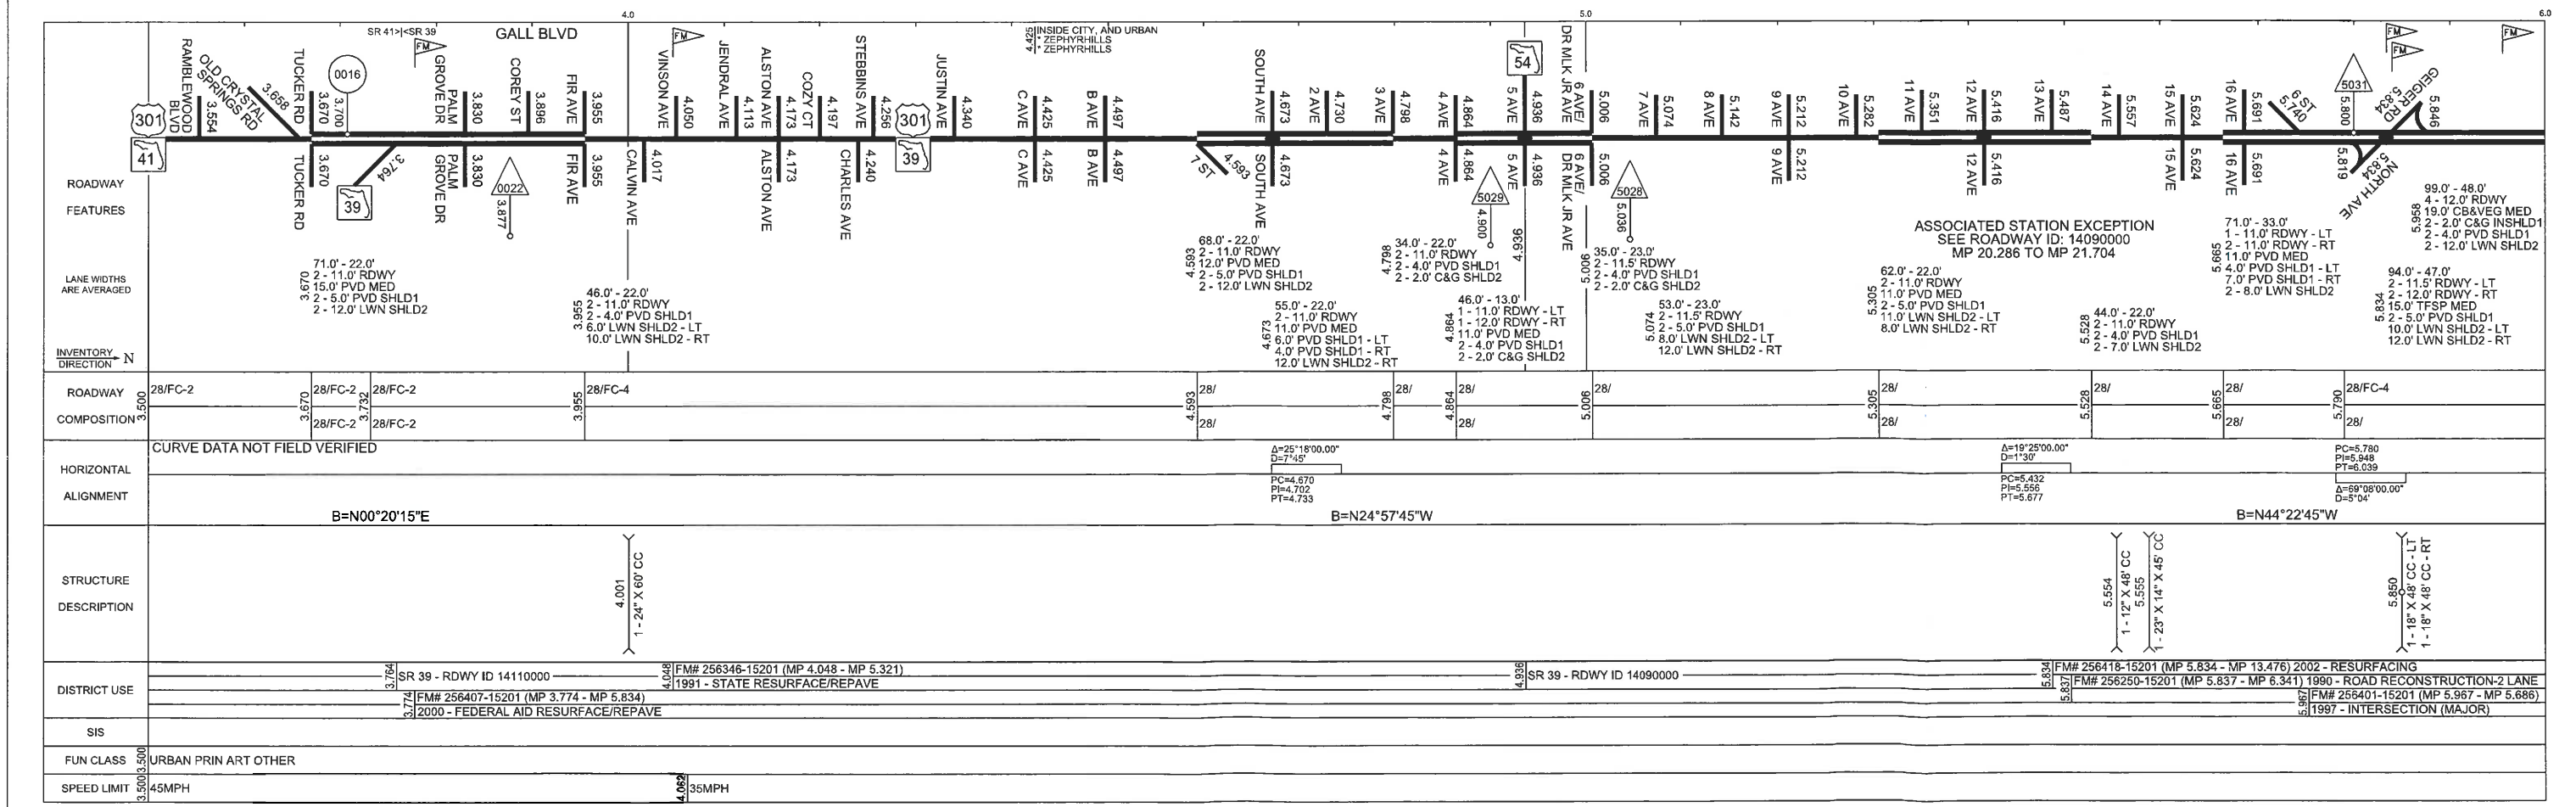 4.0
5.0
6.0
SR 41>|<SR 39
GALL BLVD
FM
FM
4.425
INSIDE CITY, AND URBAN
* ZEPHYRHILLS
* ZEPHYRHILLS
FM
FM
FM
301
41
RAMBLEWOOD
BLVD
3.554
OLD CRYSTAL
SPRINGS RD
3.658
TUCKER RD
3.670
0016
3.700
PALM
GROVE DR
3.830
COREY ST
3.896
FIR AVE
3.955
VINSON AVE
4.050
JENDRAL AVE
4.113
ALSTON AVE
4.173
COZY CT
4.197
STEBBINS AVE
4.256
301
39
JUSTIN AVE
4.340
C AVE
4.425
B AVE
4.497
SOUTH AVE
4.673
2 AVE
4.730
3 AVE
4.798
4 AVE
4.864
54
5 AVE
4.936
6 AVE/
DR MLK JR AVE
5.006
7 AVE
5.074
8 AVE
5.142
9 AVE
5.212
10 AVE
5.282
11 AVE
5.351
12 AVE
5.416
13 AVE
5.487
14 AVE
5.557
15 AVE
5.624
16 AVE
5.691
6 ST
5.740
5031
5.800
GEIGER RD
5.834
5.846
TUCKER RD
3.670
39
3.764
PALM
GROVE DR
3.830
0022
3.877
FIR AVE
3.955
CALVIN AVE
4.017
ALSTON AVE
4.173
CHARLES AVE
4.240
C AVE
4.425
B AVE
4.497
7 ST
4.593
SOUTH AVE
4.673
4 AVE
4.864
5029
4.900
5 AVE
4.936
4.936
6 AVE/
DR MLK JR AVE
5.006
5028
5.036
9 AVE
5.212
12 AVE
5.416
15 AVE
5.624
16 AVE
5.691
5.819
NORTH AVE
5.834
ROADWAY
FEATURES
LANE WIDTHS
ARE AVERAGED
INVENTORY
DIRECTION
N
3.670
71.0' - 22.0'
2 - 11.0' RDWY
15.0' PVD MED
2 - 5.0' PVD SHLD1
2 - 12.0' LWN SHLD2
3.955
46.0' - 22.0'
2 - 11.0' RDWY
2 - 4.0' PVD SHLD1
6.0' LWN SHLD2 - LT
10.0' LWN SHLD2 - RT
4.593
68.0' - 22.0'
2 - 11.0' RDWY
12.0' PVD MED
2 - 5.0' PVD SHLD1
2 - 12.0' LWN SHLD2
4.673
55.0' - 22.0'
2 - 11.0' RDWY
11.0' PVD MED
6.0' PVD SHLD1 - LT
4.0' PVD SHLD1 - RT
12.0' LWN SHLD2 - RT
4.798
34.0' - 22.0'
2 - 11.0' RDWY
2 - 4.0' PVD SHLD1
2 - 2.0' C&G SHLD2
4.864
46.0' - 13.0'
1 - 11.0' RDWY - LT
1 - 12.0' RDWY - RT
11.0' PVD MED
2 - 4.0' PVD SHLD1
2 - 2.0' C&G SHLD2
5.006
35.0' - 23.0'
2 - 11.5' RDWY
2 - 4.0' PVD SHLD1
2 - 2.0' C&G SHLD2
5.074
53.0' - 23.0'
2 - 11.5' RDWY
2 - 5.0' PVD SHLD1
8.0' LWN SHLD2 - LT
12.0' LWN SHLD2 - RT
ASSOCIATED STATION EXCEPTION
SEE ROADWAY ID: 14090000
MP 20.286 TO MP 21.704
5.305
62.0' - 22.0'
2 - 11.0' RDWY
11.0' PVD MED
2 - 5.0' PVD SHLD1
11.0' LWN SHLD2 - LT
8.0' LWN SHLD2 - RT
5.528
44.0' - 22.0'
2 - 11.0' RDWY
2 - 4.0' PVD SHLD1
2 - 7.0' LWN SHLD2
5.665
71.0' - 33.0'
1 - 11.0' RDWY - LT
2 - 11.0' RDWY - RT
11.0' PVD MED
4.0' PVD SHLD1 - LT
7.0' PVD SHLD1 - RT
2 - 8.0' LWN SHLD2
5.834
94.0' - 47.0'
2 - 11.5' RDWY - LT
2 - 12.0' RDWY - RT
15.0' TFSP MED
2 - 5.0' PVD SHLD1
10.0' LWN SHLD2 - LT
12.0' LWN SHLD2 - RT
5.958
99.0' - 48.0'
4 - 12.0' RDWY
19.0' CB&VEG MED
2 - 2.0' C&G INSHLD1
2 - 4.0' PVD SHLD1
2 - 12.0' LWN SHLD2
ROADWAY
COMPOSITION
3.500
28/FC-2
3.670
28/FC-2
28/FC-2
3.732
28/FC-2
28/FC-2
3.955
28/FC-4
4.593
28/
28/
4.798
28/
4.864
28/
28/
5.006
28/
5.305
28/
28/
5.528
28/
5.665
28/
28/
5.790
28/FC-4
28/
HORIZONTAL
ALIGNMENT
CURVE DATA NOT FIELD VERIFIED
B=N00°20'15"E
Δ=25°18'00.00"
D=7°45'
PC=4.670
PI=4.702
PT=4.733
B=N24°57'45"W
Δ=19°25'00.00"
D=1°30'
PC=5.432
PI=5.556
PT=5.677
PC=5.780
PI=5.948
PT=6.039
Δ=69°08'00.00"
D=5°04'
B=N44°22'45"W
STRUCTURE
DESCRIPTION
4.001
1 - 24" X 60' CC
5.554
1 - 12" X 48' CC
5.555
1 - 23" X 14" X 45' CC
5.850
1 - 18" X 48' CC - LT
1 - 18" X 48' CC - RT
DISTRICT USE
3.764
SR 39 - RDWY ID 14110000
3.774
FM# 256407-15201 (MP 3.774 - MP 5.834)
2000 - FEDERAL AID RESURFACE/REPAVE
4.048
FM# 256346-15201 (MP 4.048 - MP 5.321)
1991 - STATE RESURFACE/REPAVE
4.936
SR 39 - RDWY ID 14090000
5.834
FM# 256418-15201 (MP 5.834 - MP 13.476) 2002 - RESURFACING
5.837
FM# 256250-15201 (MP 5.837 - MP 6.341) 1990 - ROAD RECONSTRUCTION-2 LANE
5.967
FM# 256401-15201 (MP 5.967 - MP 5.686)
1997 - INTERSECTION (MAJOR)
SIS
FUN CLASS
3.500
URBAN PRIN ART OTHER
SPEED LIMIT
3.500
45MPH
4.062
35MPH